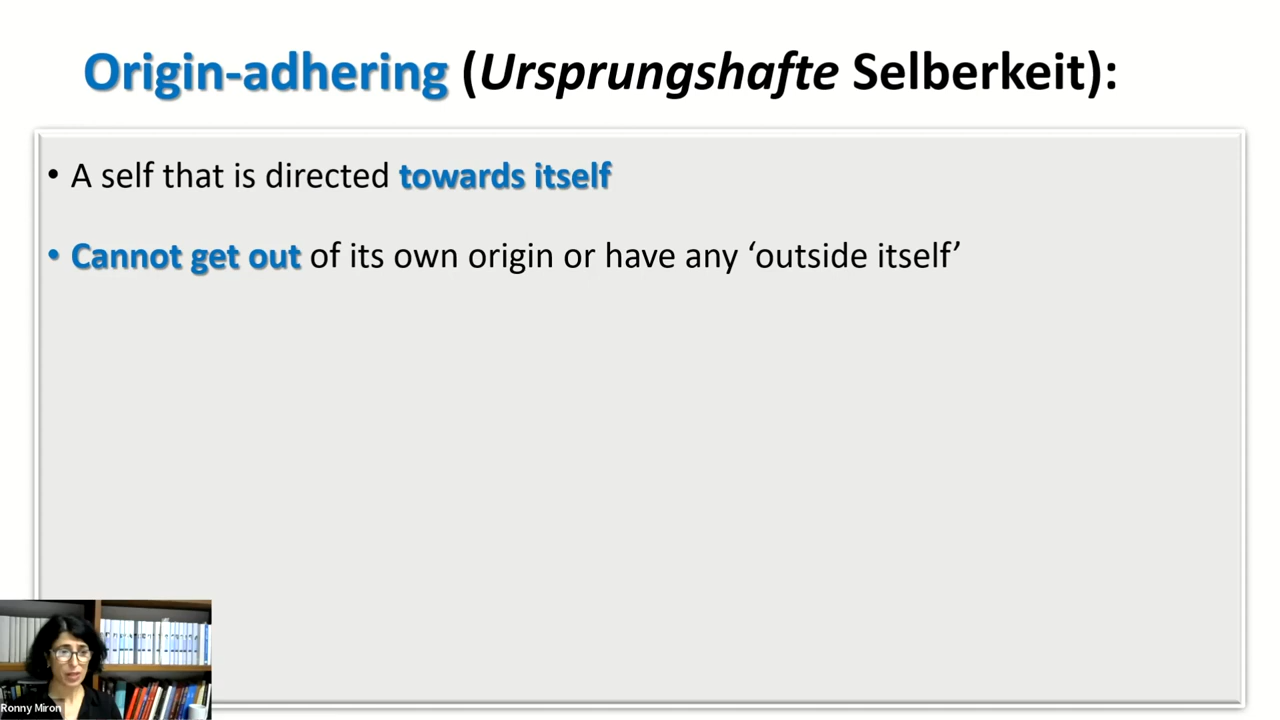 Origin-adhering (Ursprungshafte Selberkeit):
• A self that is directed towards itself
• Cannot get out of its own origin or have any ‘outside itself’
Ronny Miron